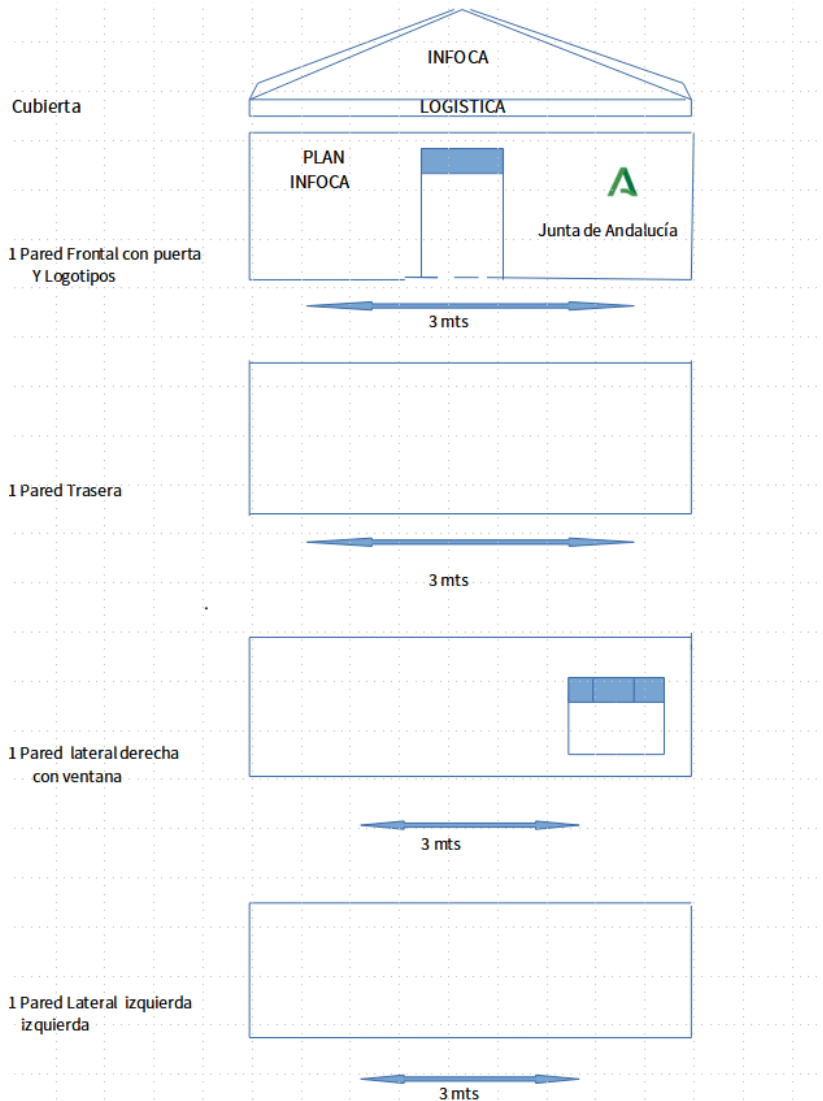 INFOCA
Cubierta
LOGISTICA
PLAN
INFOCA
Junta de Andalucía
1 Pared Frontal con puerta
Y Logotipos
3 mts
1 Pared Trasera
3 mts
1 Pared lateral derecha
con ventana
3 mts
1 Pared Lateral izquierda
izquierda
3 mts